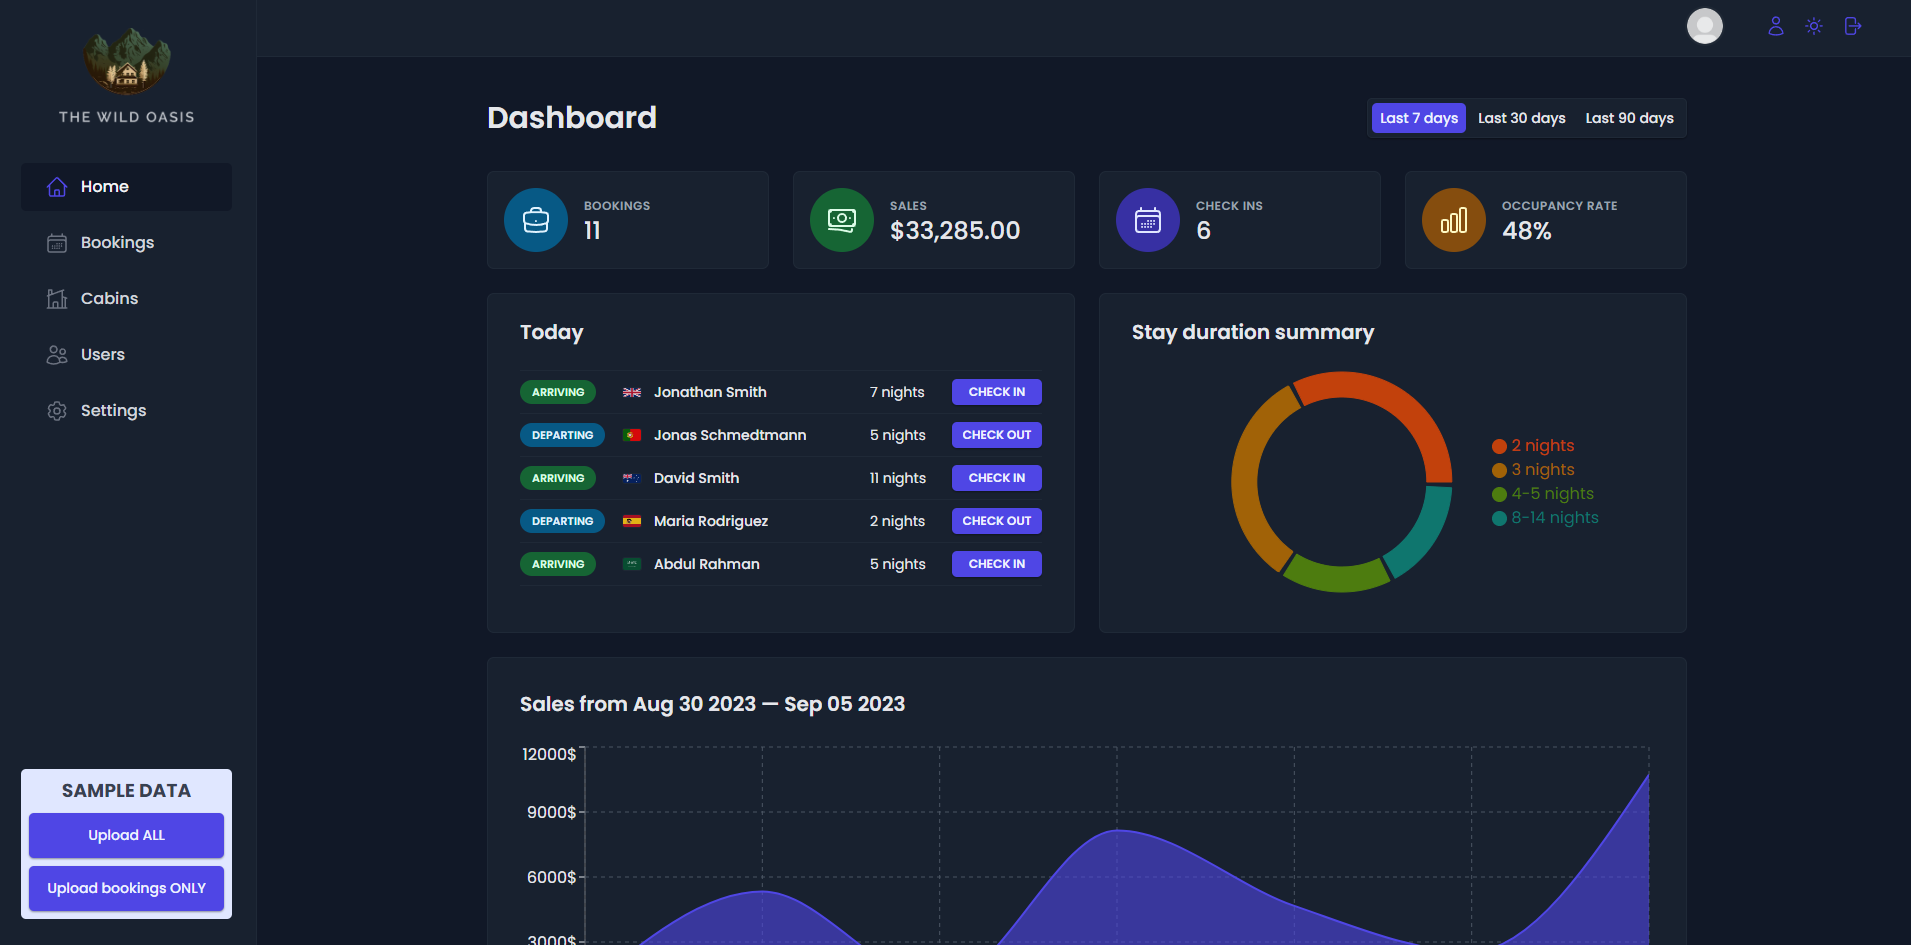 THE WILD OASIS
Home
Bookings
Cabins
Users
Settings
SAMPLE DATA
Upload ALL
Upload bookings ONLY
Dashboard
Last 7 days Last 30 days Last 90 days
BOOKINGS
11
SALES
$33,285.00
CHECK INS
6
OCCUPANCY RATE
48%
Today
ARRIVING Jonathan Smith 7 nights CHECK IN
DEPARTING Jonas Schmedtmann 5 nights CHECK OUT
ARRIVING David Smith 11 nights CHECK IN
DEPARTING Maria Rodriguez 2 nights CHECK OUT
ARRIVING Abdul Rahman 5 nights CHECK IN
Stay duration summary
2 nights
3 nights
4-5 nights
8-14 nights
Sales from Aug 30 2023 — Sep 05 2023
12000$
9000$
6000$
3000$